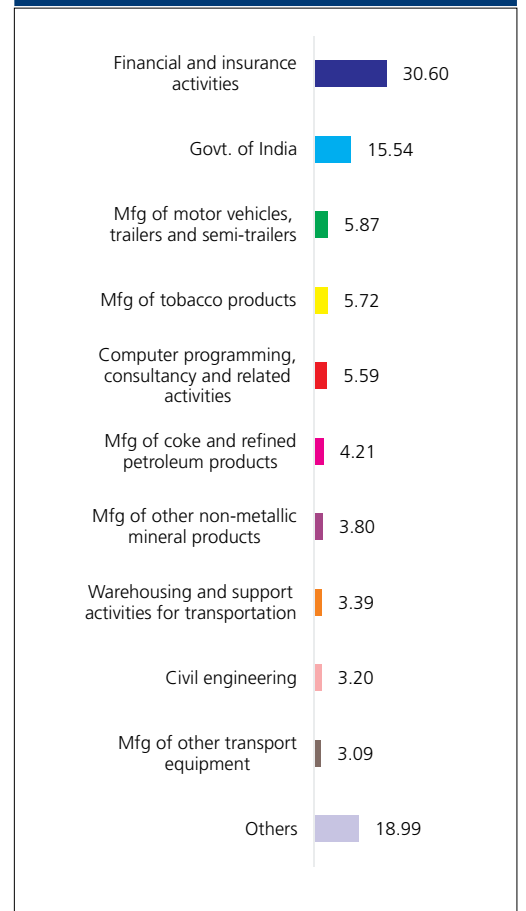 Financial and insurance
activities
30.60
Govt. of India
15.54
Mfg of motor vehicles,
trailers and semi-trailers
5.87
Mfg of tobacco products
5.72
Computer programming,
consultancy and related
activities
5.59
Mfg of coke and refined
petroleum products
4.21
Mfg of other non-metallic
mineral products
3.80
Warehousing and support
activities for transportation
3.39
Civil engineering
3.20
Mfg of other transport
equipment
3.09
Others
18.99